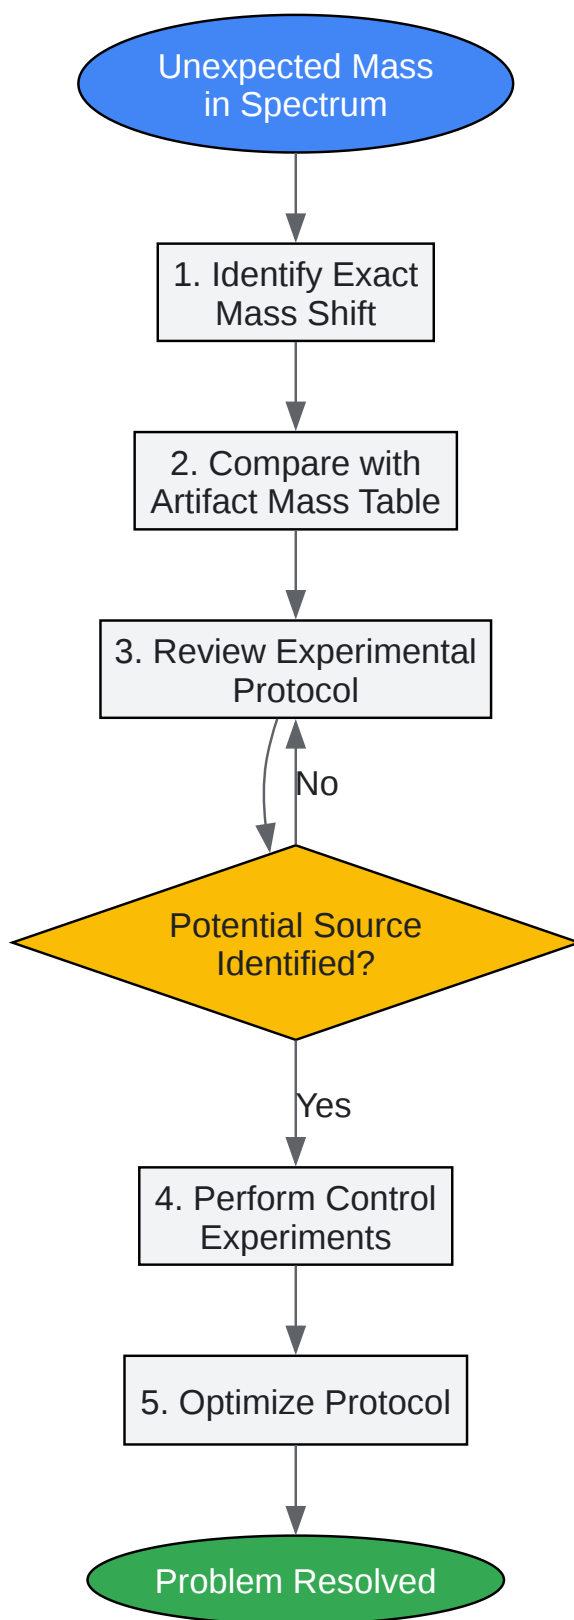 Unexpected Mass
in Spectrum
1. Identify Exact
Mass Shift
2. Compare with
Artifact Mass Table
3. Review Experimental
Protocol
No
Potential Source
Identified?
Yes
4. Perform Control
Experiments
5. Optimize Protocol
Problem Resolved